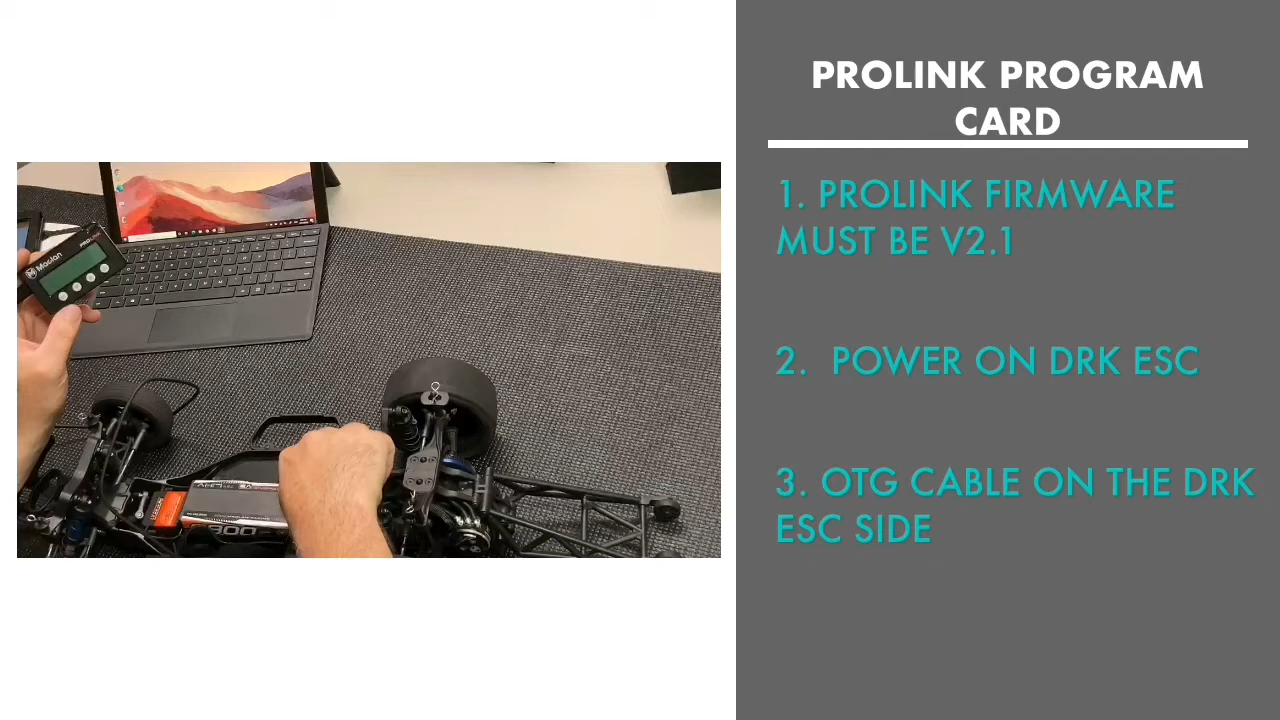 PROLINK PROGRAM
CARD
1. PROLINK FIRMWARE
MUST BE V2.1
2. POWER ON DRK ESC
3. OTG CABLE ON THE DRK
ESC SIDE
Maclan